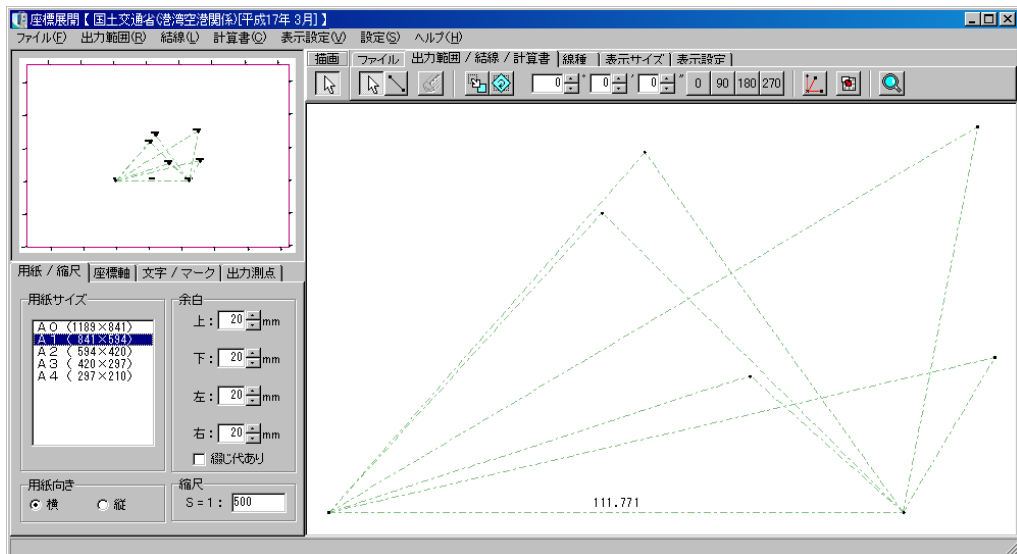 座標展開【 国土交通省(港湾空港関係)[平成17年 3月] 】
ファイル(F) 出力範囲(R) 結線(L) 計算書(C) 表示設定(V) 設定(S) ヘルプ(H)
描画 ファイル 出力範囲 / 結線 / 計算書 線種 表示サイズ 表示設定
0 ° 0 ′ 0 ″ 0 90 180 270
用紙 / 縮尺 座標軸 文字 / マーク 出力測点
用紙サイズ
A0 (1189×841)
A1 ( 841×594)
A2 ( 594×420)
A3 ( 420×297)
A4 ( 297×210)
余白
上: 20 mm
下: 20 mm
左: 20 mm
右: 20 mm
綴じ代あり
用紙向き
横 縦
縮尺
S=1: 500
111.771